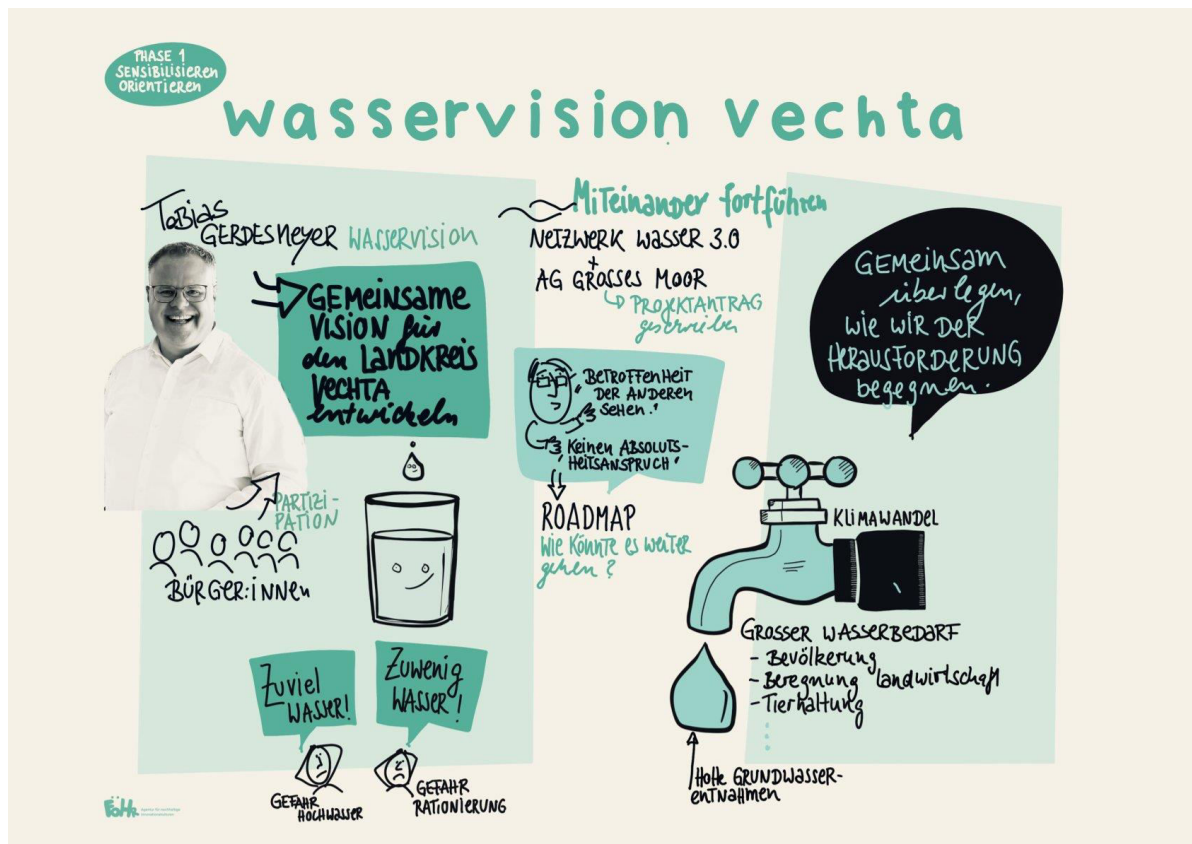 PHASE 1
SENSIBILISIEREN
ORIENTIEREN
wasservision vechta
Tobias
GERDESMEYER WASSERVISION
GEMEINSAME
VISION für
den LANDKREIS
VECHTA
entwickeln
PARTIZI-
PATION
BÜRGER:INNEN
Zuviel
WASSER!
Zuwenig
WASSER!
GEFAHR
HOCHWASSER
GEFAHR
RATIONIERUNG
MITEINANDER fortführen
NETZWERK WASSER 3.0
+
AG GROSSES MOOR
PROJEKTANTRAG
geschrieben
"BETROFFENHEIT
DER ANDEREN
SEHEN."
"KEINEN ABSOLUTS-
HEITSANSPRUCH"
ROADMAP
Wie könnte es weiter
gehen?
GEMEINSAM
überlegen,
WIE WIR DER
HERAUSFORDERUNG
begegnen.
KLIMAWANDEL
GROSSER WASSERBEDARF
- Bevölkerung
- Beregnung Landwirtschaft
- Tierhaltung
Hohe GRUNDWASSER-
ENTNAHMEN
FÖHR